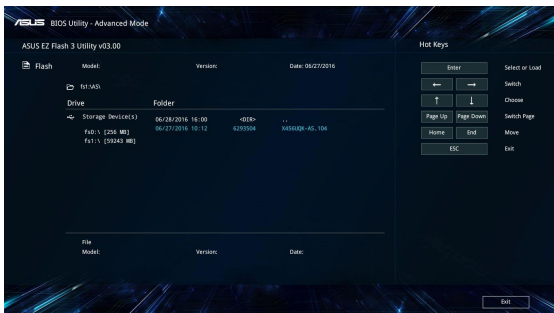 ASUS BIOS Utility - Advanced Mode
ASUS EZ Flash 3 Utility v03.00
Hot Keys
Flash
Model: Version: Date: 06/27/2016
fs1:\AS\
Drive Folder
Storage Device(s)
fs0:\ [256 MB]
fs1:\ [59243 MB]
06/28/2016 16:00 <DIR> ..
06/27/2016 10:12 6293504 X456UQK-AS.104
File
Model: Version: Date:
Enter Select or Load
← → Switch
↑ ↓ Choose
Page Up Page Down Switch Page
Home End Move
ESC Exit
Exit